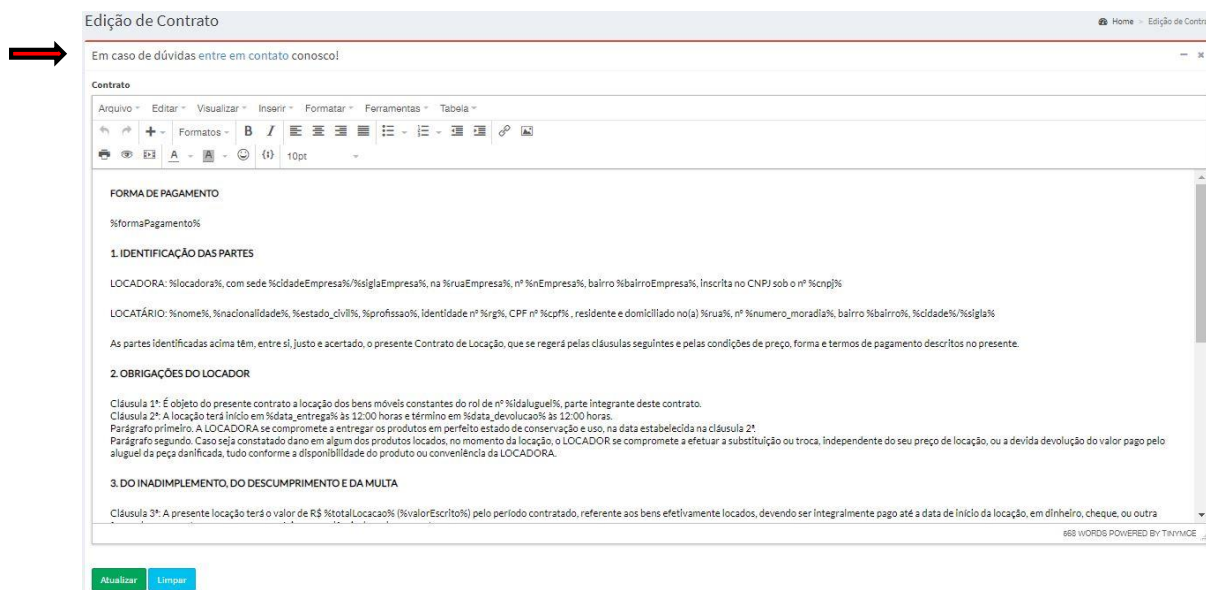 Edição de Contrato
Home > Edição de Contra
Em caso de dúvidas entre em contato conosco!
Contrato
Arquivo Editar Visualizar Inserir Formatar Ferramentas Tabela
Formatos B I
A A 10pt
FORMA DE PAGAMENTO
%formaPagamento%
1. IDENTIFICAÇÃO DAS PARTES
LOCADORA: %locadora%, com sede %cidadeEmpresa%/%siglaEmpresa%, na %ruaEmpresa%, nº %nEmpresa%, bairro %bairroEmpresa%, inscrita no CNPJ sob o nº %cnpj%
LOCATÁRIO: %nome%, %nacionalidade%, %estado_civil%, %profissao%, identidade nº %rg%, CPF nº %cpf% , residente e domiciliado no(a) %rua%, nº %numero_moradia%, bairro %bairro%, %cidade%/%sigla%
As partes identificadas acima têm, entre si, justo e acertado, o presente Contrato de Locação, que se regerá pelas cláusulas seguintes e pelas condições de preço, forma e termos de pagamento descritos no presente.
2. OBRIGAÇÕES DO LOCADOR
Cláusula 1ª: É objeto do presente contrato a locação dos bens móveis constantes do rol de nº %idaluguel%, parte integrante deste contrato.
Cláusula 2ª: A locação terá início em %data_entrega% às 12:00 horas e término em %data_devolucao% às 12:00 horas.
Parágrafo primeiro. A LOCADORA se compromete a entregar os produtos em perfeito estado de conservação e uso, na data estabelecida na cláusula 2ª.
Parágrafo segundo. Caso seja constatado dano em algum dos produtos locados, no momento da locação, o LOCADOR se compromete a efetuar a substituição ou troca, independente do seu preço de locação, ou a devida devolução do valor pago pelo
aluguel da peça danificada, tudo conforme a disponibilidade do produto ou conveniência da LOCADORA.
3. DO INADIMPLEMENTO, DO DESCUMPRIMENTO E DA MULTA
Cláusula 3ª: A presente locação terá o valor de R$ %totalLocacao% (%valorEscrito%) pelo período contratado, referente aos bens efetivamente locados, devendo ser integralmente pago até a data de início da locação, em dinheiro, cheque, ou outra
668 WORDS POWERED BY TINYMCE
Atualizar Limpar